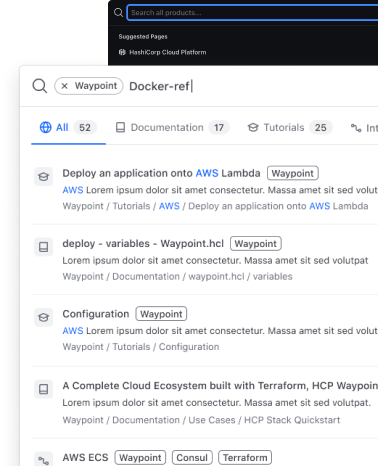 Search all products...
Suggested Pages
HashiCorp Cloud Platform
× Waypoint Docker-ref
All 52 Documentation 17 Tutorials 25 Int
Deploy an application onto AWS Lambda Waypoint
AWS Lorem ipsum dolor sit amet consectetur. Massa amet sit sed volut
Waypoint / Tutorials / AWS / Deploy an application onto AWS Lambda
deploy - variables - Waypoint.hcl Waypoint
Lorem ipsum dolor sit amet consectetur. Massa amet sit sed volutpat
Waypoint / Documentation / waypoint.hcl / variables
Configuration Waypoint
AWS Lorem ipsum dolor sit amet consectetur. Massa amet sit sed volut
Waypoint / Tutorials / Configuration
A Complete Cloud Ecosystem built with Terraform, HCP Waypoin
Lorem ipsum dolor sit amet consectetur. Massa amet sit sed volutpat.
Waypoint / Documentation / Use Cases / HCP Stack Quickstart
AWS ECS Waypoint Consul Terraform